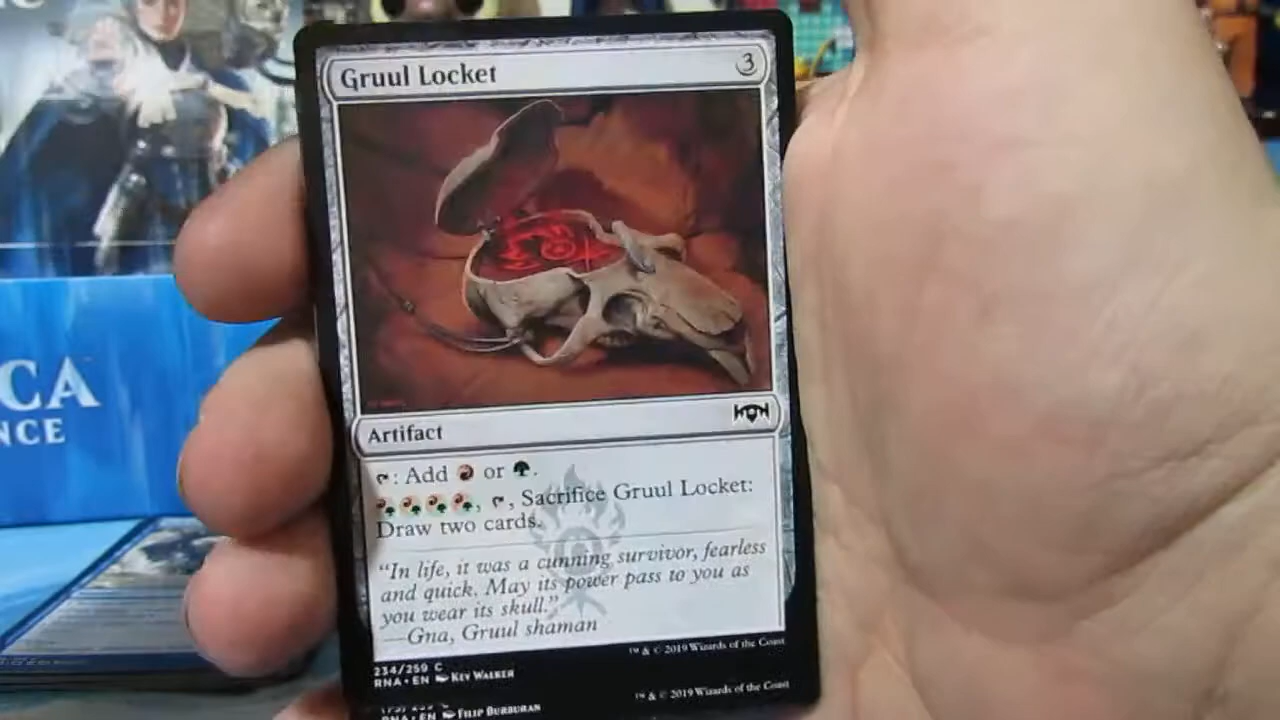 Gruul Locket
3
Artifact
: Add or .
, , Sacrifice Gruul Locket:
Draw two cards.
"In life, it was a cunning survivor, fearless
and quick. May its power pass to you as
you wear its skull."
—Gna, Gruul shaman
234/259 C
RNA • EN KEV WALKER
™ & © 2019 Wizards of the Coast
™ & © 2019 Wizards of the Coast
RNA • EN FILIP BURBURAN
CA
NCE